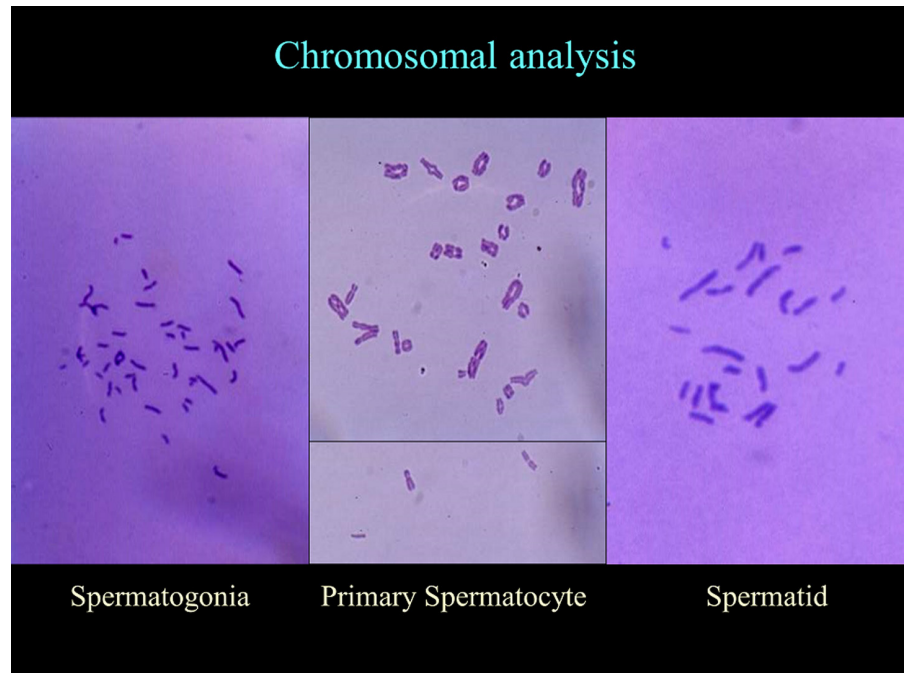 Chromosomal analysis
Spermatogonia
Primary Spermatocyte
Spermatid